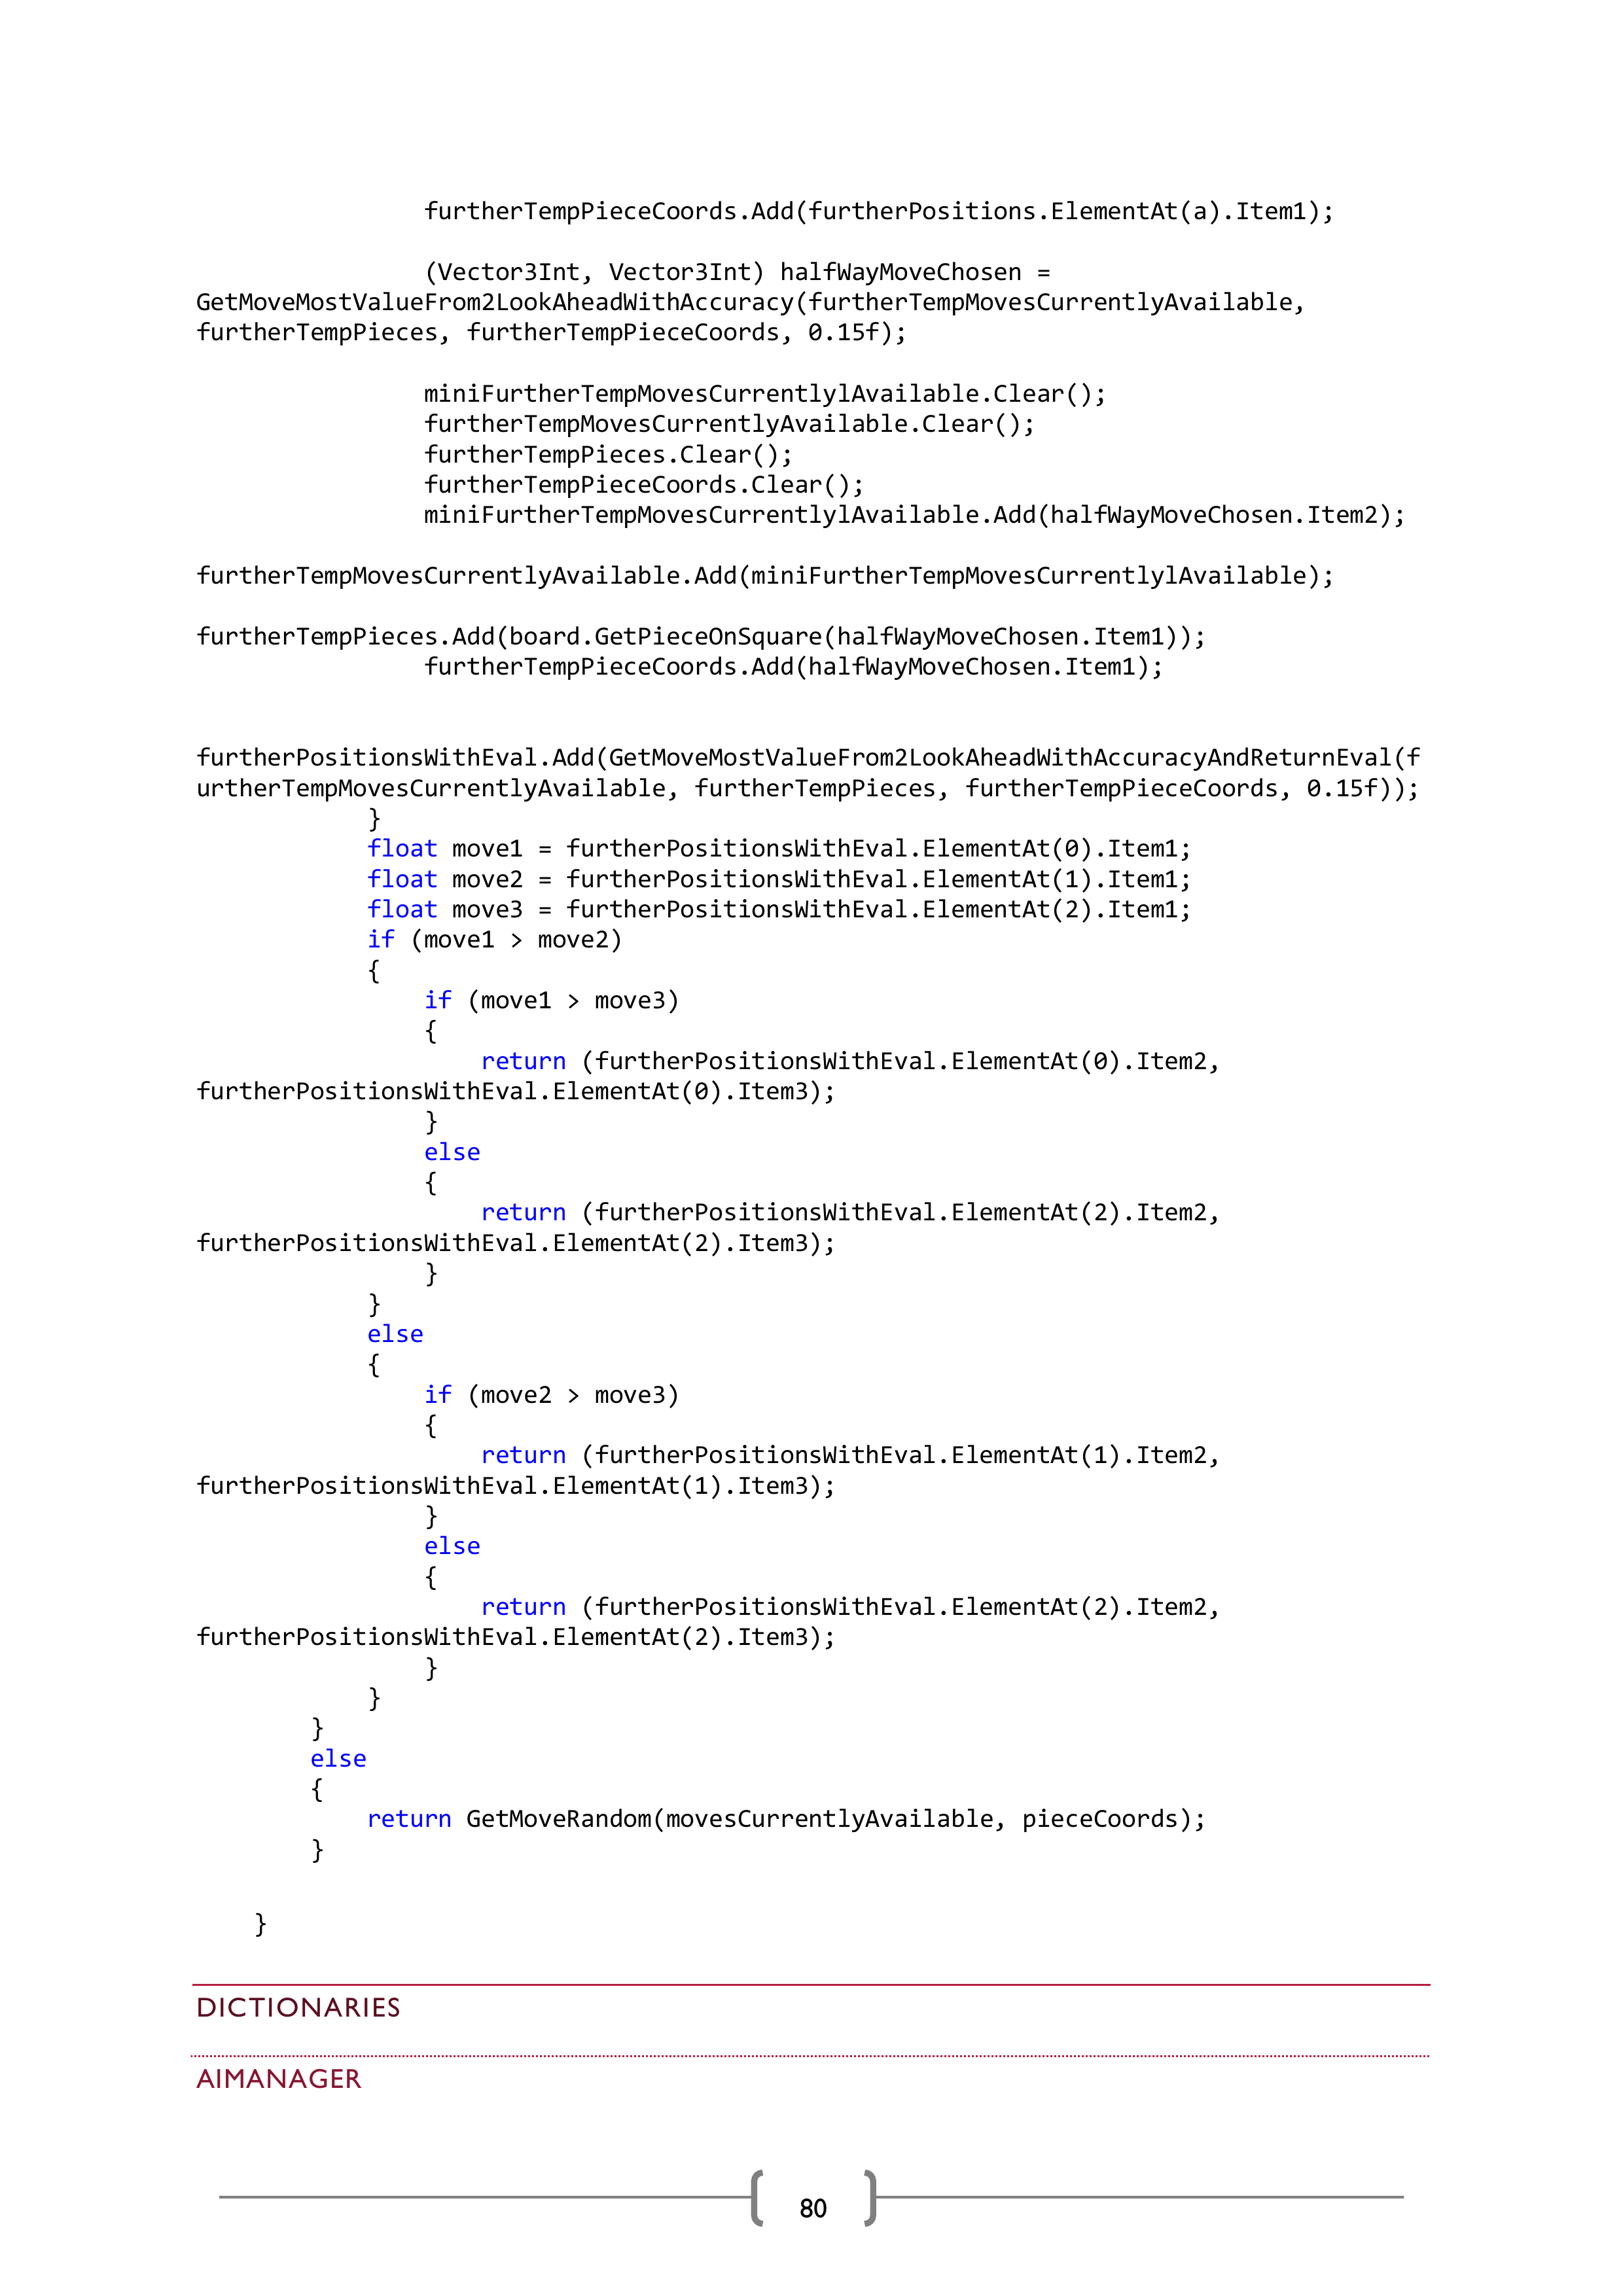 furtherTempPieceCoords.Add(furtherPositions.ElementAt(a).Item1);
(Vector3Int, Vector3Int) halfWayMoveChosen =
GetMoveMostValueFrom2LookAheadWithAccuracy(furtherTempMovesCurrentlyAvailable,
furtherTempPieces, furtherTempPieceCoords, 0.15f);
miniFurtherTempMovesCurrentlylAvailable.Clear();
furtherTempMovesCurrentlyAvailable.Clear();
furtherTempPieces.Clear();
furtherTempPieceCoords.Clear();
miniFurtherTempMovesCurrentlylAvailable.Add(halfWayMoveChosen.Item2);
furtherTempMovesCurrentlyAvailable.Add(miniFurtherTempMovesCurrentlylAvailable);
furtherTempPieces.Add(board.GetPieceOnSquare(halfWayMoveChosen.Item1));
furtherTempPieceCoords.Add(halfWayMoveChosen.Item1);
furtherPositionsWithEval.Add(GetMoveMostValueFrom2LookAheadWithAccuracyAndReturnEval(f
urtherTempMovesCurrentlyAvailable, furtherTempPieces, furtherTempPieceCoords, 0.15f));
}
float move1 = furtherPositionsWithEval.ElementAt(0).Item1;
float move2 = furtherPositionsWithEval.ElementAt(1).Item1;
float move3 = furtherPositionsWithEval.ElementAt(2).Item1;
if (move1 > move2)
{
if (move1 > move3)
{
return (furtherPositionsWithEval.ElementAt(0).Item2,
furtherPositionsWithEval.ElementAt(0).Item3);
}
else
{
return (furtherPositionsWithEval.ElementAt(2).Item2,
furtherPositionsWithEval.ElementAt(2).Item3);
}
}
else
{
if (move2 > move3)
{
return (furtherPositionsWithEval.ElementAt(1).Item2,
furtherPositionsWithEval.ElementAt(1).Item3);
}
else
{
return (furtherPositionsWithEval.ElementAt(2).Item2,
furtherPositionsWithEval.ElementAt(2).Item3);
}
}
}
else
{
return GetMoveRandom(movesCurrentlyAvailable, pieceCoords);
}
}
DICTIONARIES
AIMANAGER
80